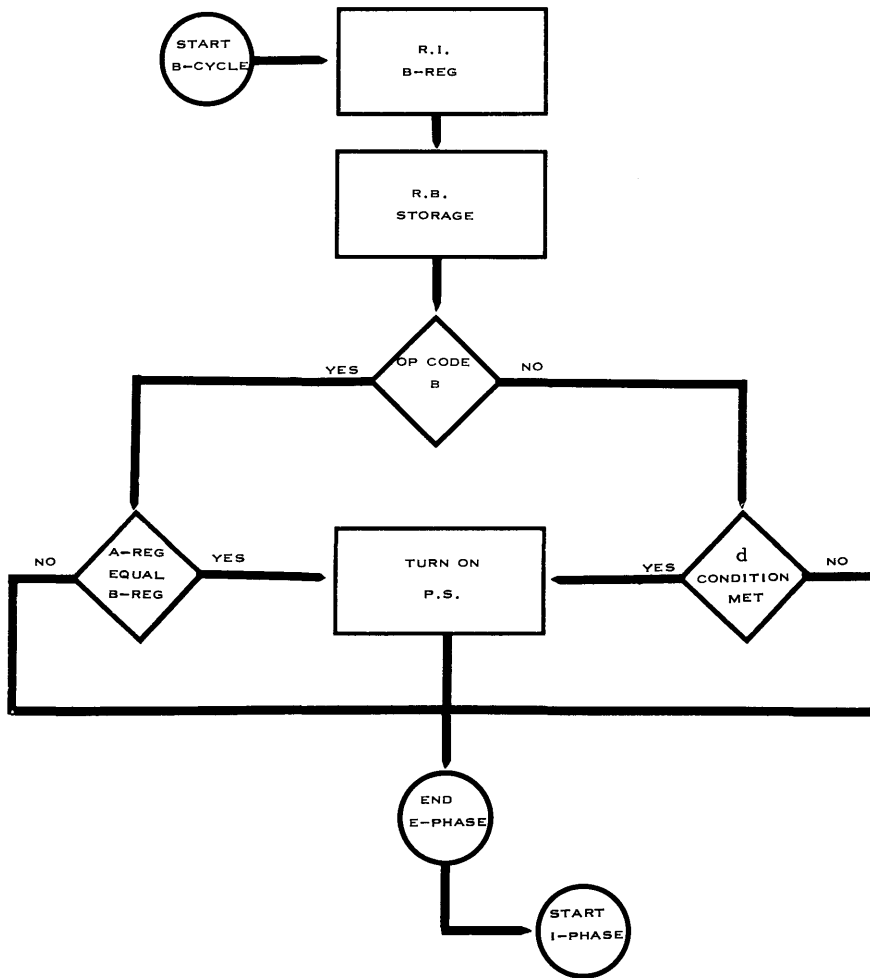 START
B-CYCLE
R.I.
B-REG
R.B.
STORAGE
OP CODE
B
YES
NO
A-REG
EQUAL
B-REG
NO
YES
TURN ON
P.S.
YES
d
CONDITION
MET
NO
END
E-PHASE
START
I-PHASE